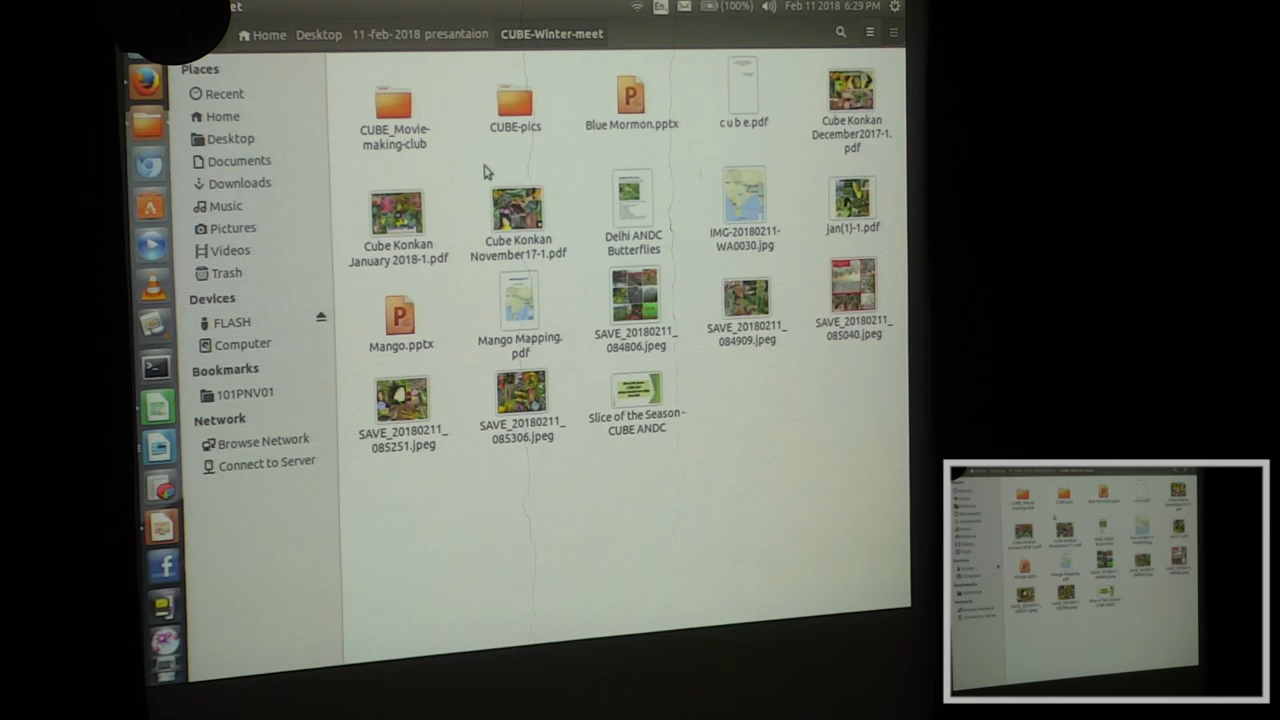 eet
En
(100%)
Feb 11 2018 6:29 PM
Home
Desktop
11-feb-2018 presantaion
CUBE-Winter-meet
Places
Recent
Home
Desktop
Documents
Downloads
Music
Pictures
Videos
Trash
Devices
FLASH
Computer
Bookmarks
101PNV01
Network
Browse Network
Connect to Server
CUBE_Movie-
making-club
CUBE-pics
Blue Mormon.pptx
c u b e.pdf
Cube Konkan
December2017-1.
pdf
Cube Konkan
January 2018-1.pdf
Cube Konkan
November17-1.pdf
Delhi ANDC
Butterflies
IMG-20180211-
WA0030.jpg
jan(1)-1.pdf
Mango.pptx
Mango Mapping.
pdf
SAVE_20180211_
084806.jpeg
SAVE_20180211_
084909.jpeg
SAVE_20180211_
085040.jpeg
SAVE_20180211_
085251.jpeg
SAVE_20180211_
085306.jpeg
Slice of the Season-
CUBE ANDC